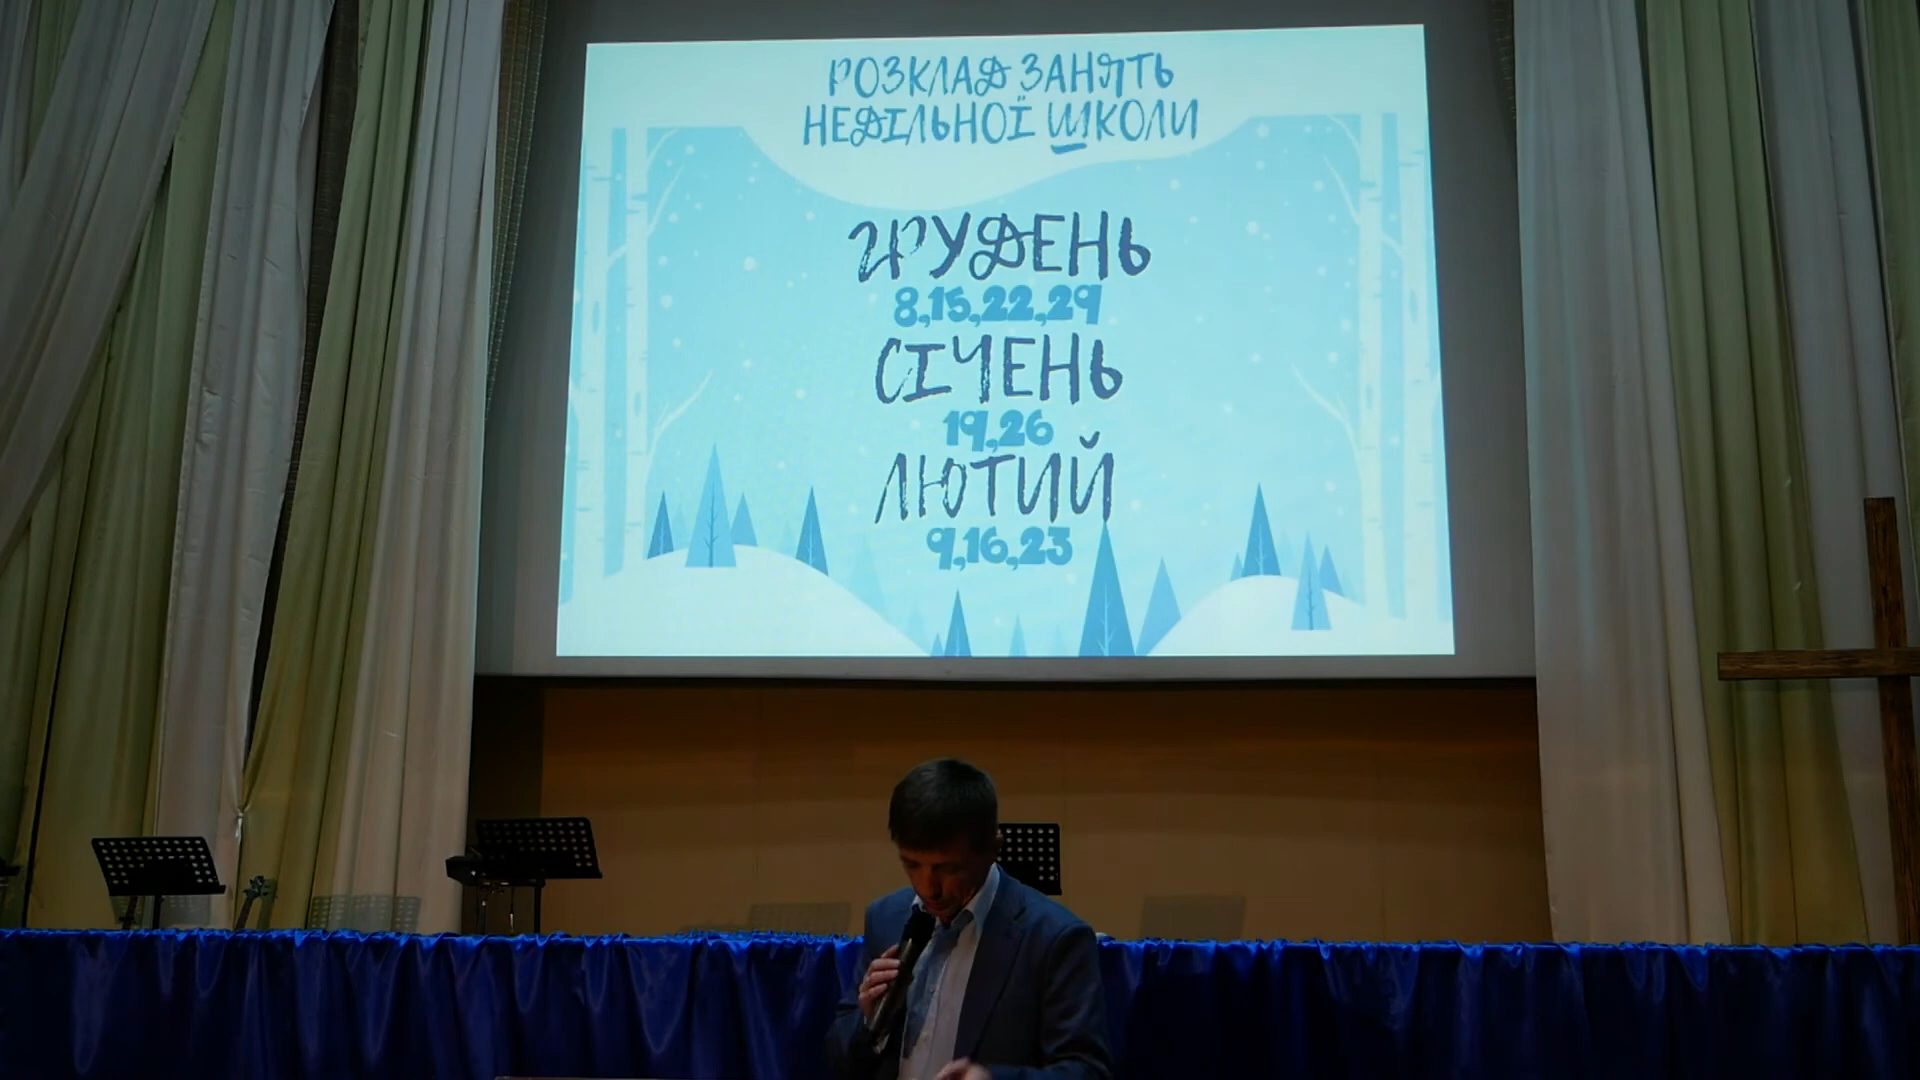 РОЗКЛАД ЗАНЯТЬ
НЕДІЛЬНОЇ ШКОЛИ
ГРУДЕНЬ
8,15,22,29
СІЧЕНЬ
19,26
ЛЮТИЙ
9,16,23